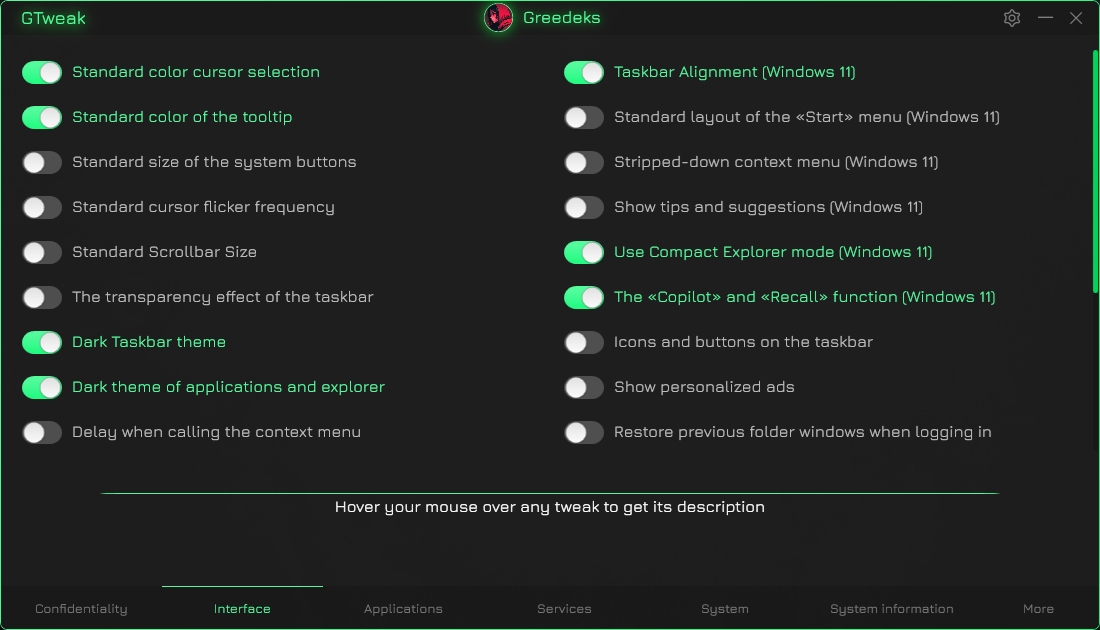 GTweak
Greedeks
Standard color cursor selection
Standard color of the tooltip
Standard size of the system buttons
Standard cursor flicker frequency
Standard Scrollbar Size
The transparency effect of the taskbar
Dark Taskbar theme
Dark theme of applications and explorer
Delay when calling the context menu
Taskbar Alignment (Windows 11)
Standard layout of the «Start» menu (Windows 11)
Stripped-down context menu (Windows 11)
Show tips and suggestions (Windows 11)
Use Compact Explorer mode (Windows 11)
The «Copilot» and «Recall» function (Windows 11)
Icons and buttons on the taskbar
Show personalized ads
Restore previous folder windows when logging in
Hover your mouse over any tweak to get its description
Confidentiality
Interface
Applications
Services
System
System information
More